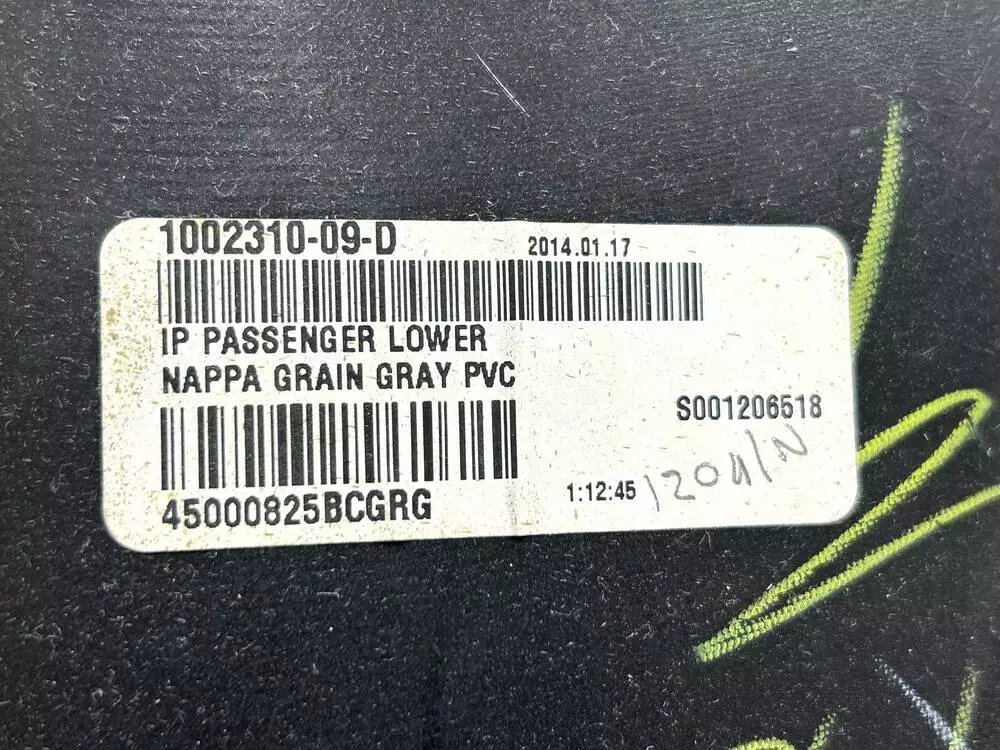 1002310-09-D 2014.01.17
IP PASSENGER LOWER
NAPPA GRAIN GRAY PVC
S001206518
45000825BCGRG 1:12:45